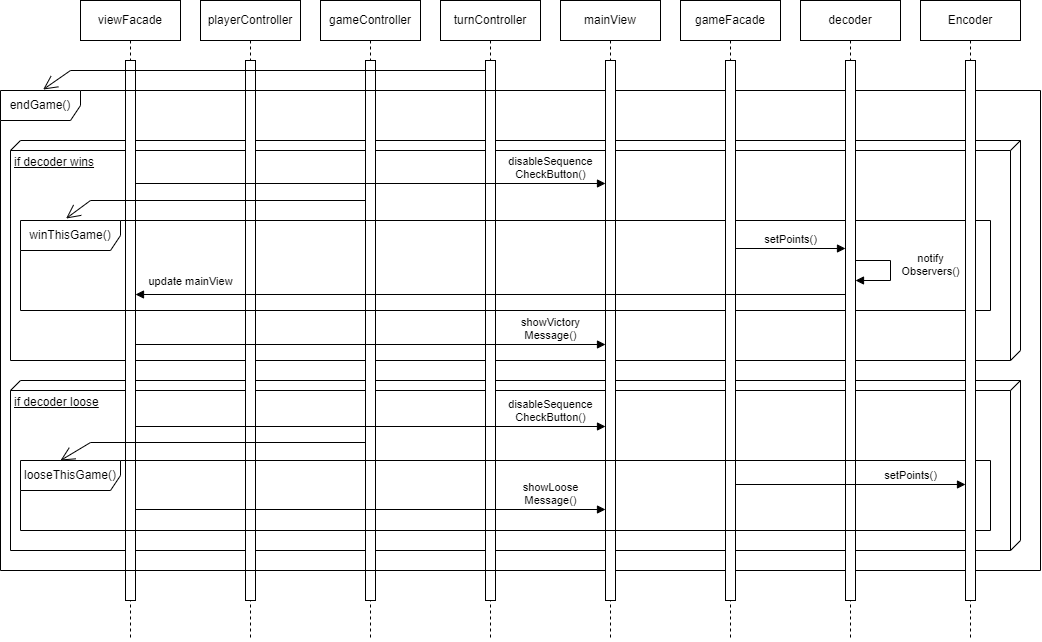 viewFacade
playerController
gameController
turnController
mainView
gameFacade
decoder
Encoder
endGame()
if decoder wins
disableSequence
CheckButton()
winThisGame()
setPoints()
notify
Observers()
update mainView
showVictory
Message()
if decoder loose
disableSequence
CheckButton()
looseThisGame()
setPoints()
showLoose
Message()